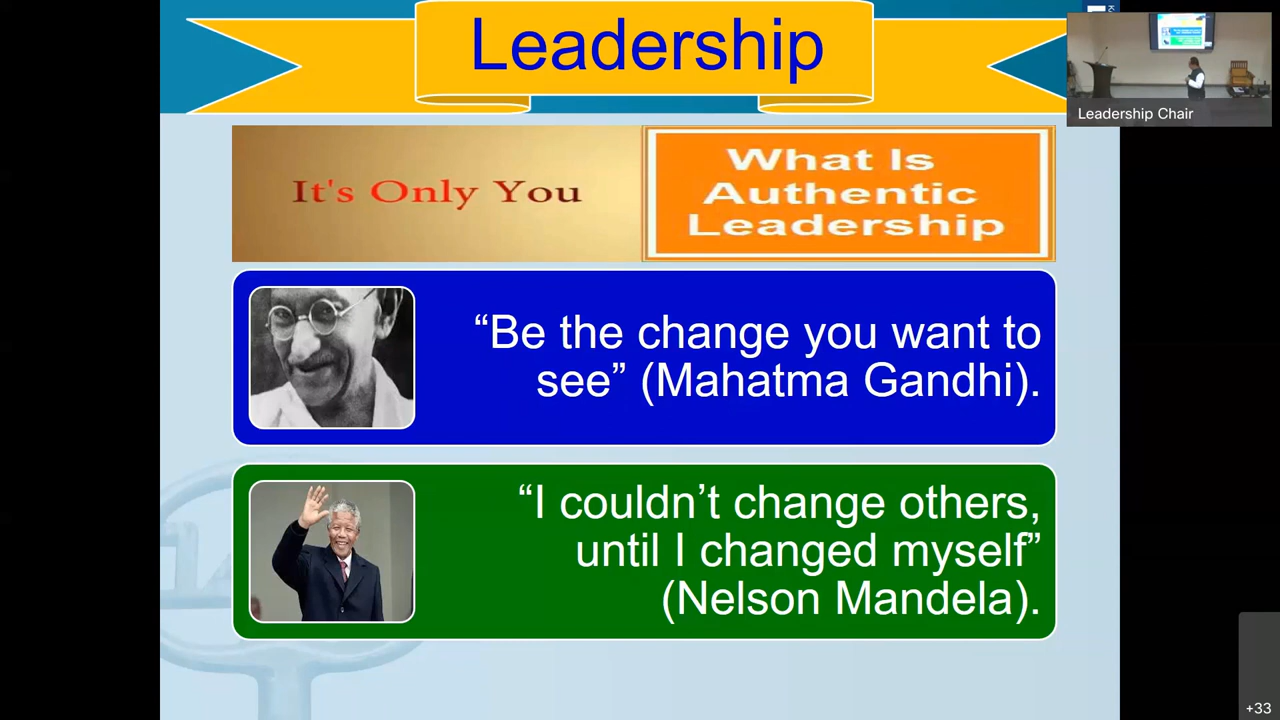 Leadership
Leadership Chair
It's Only You
What Is
Authentic
Leadership
“Be the change you want to
see” (Mahatma Gandhi).
“I couldn’t change others,
until I changed myself”
(Nelson Mandela).
+33